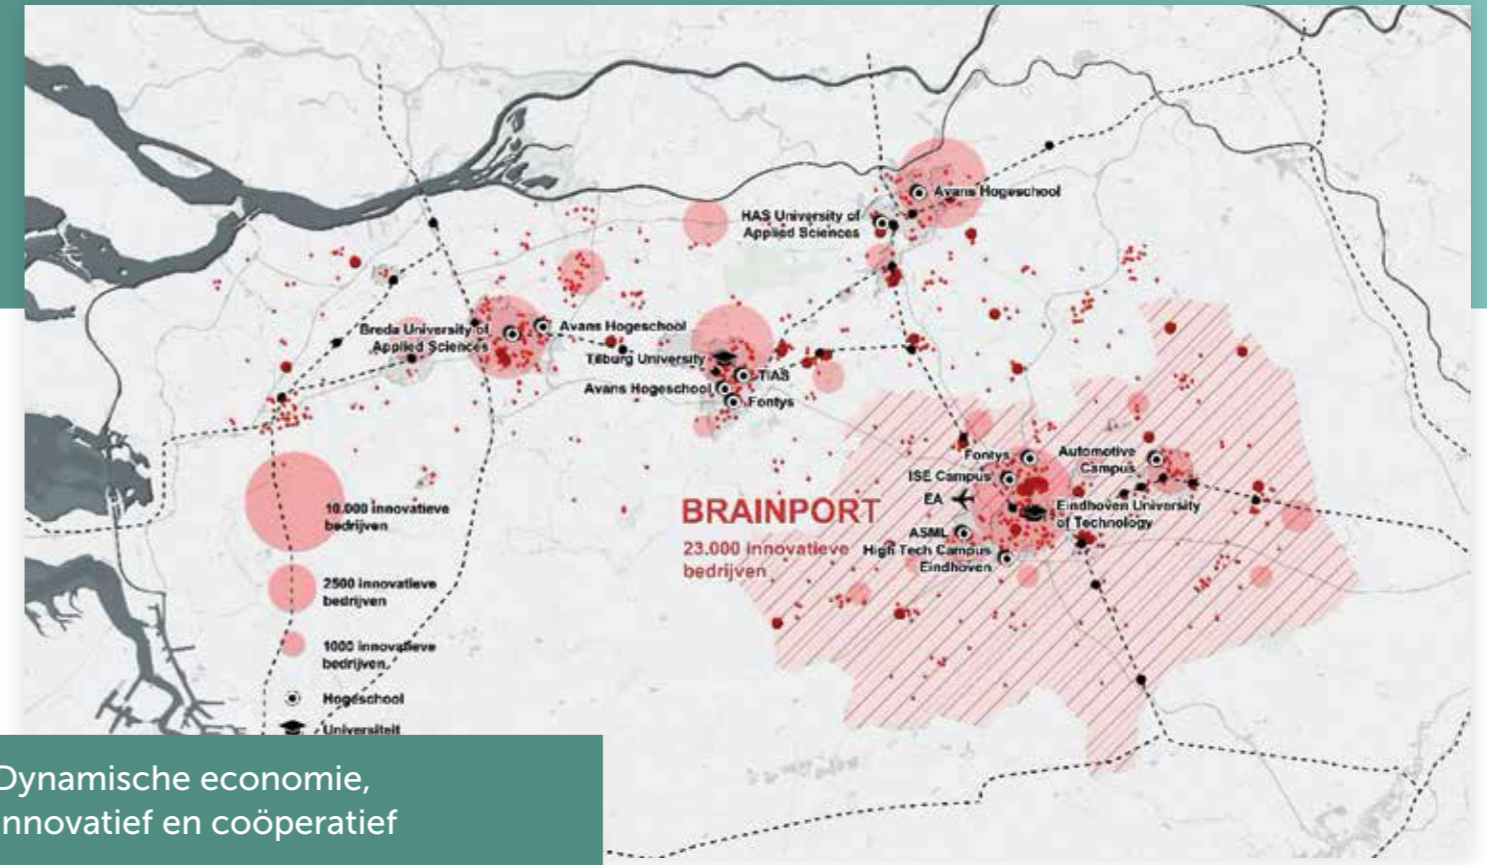 Avans Hogeschool
HAS University of
Applied Sciences
Breda University of
Applied Sciences
Avans Hogeschool
Tilburg University
TIAS
Avans Hogeschool
Fontys
Fontys
Automotive
Campus
ISE Campus
EA
Eindhoven University
of Technology
ASML
High Tech Campus
Eindhoven
BRAINPORT
23.000 innovatieve
bedrijven
10.000 innovatieve
bedrijven
2500 innovatieve
bedrijven
1000 innovatieve
bedrijven
Hogeschool
Universiteit
Dynamische economie,
innovatief en coöperatief